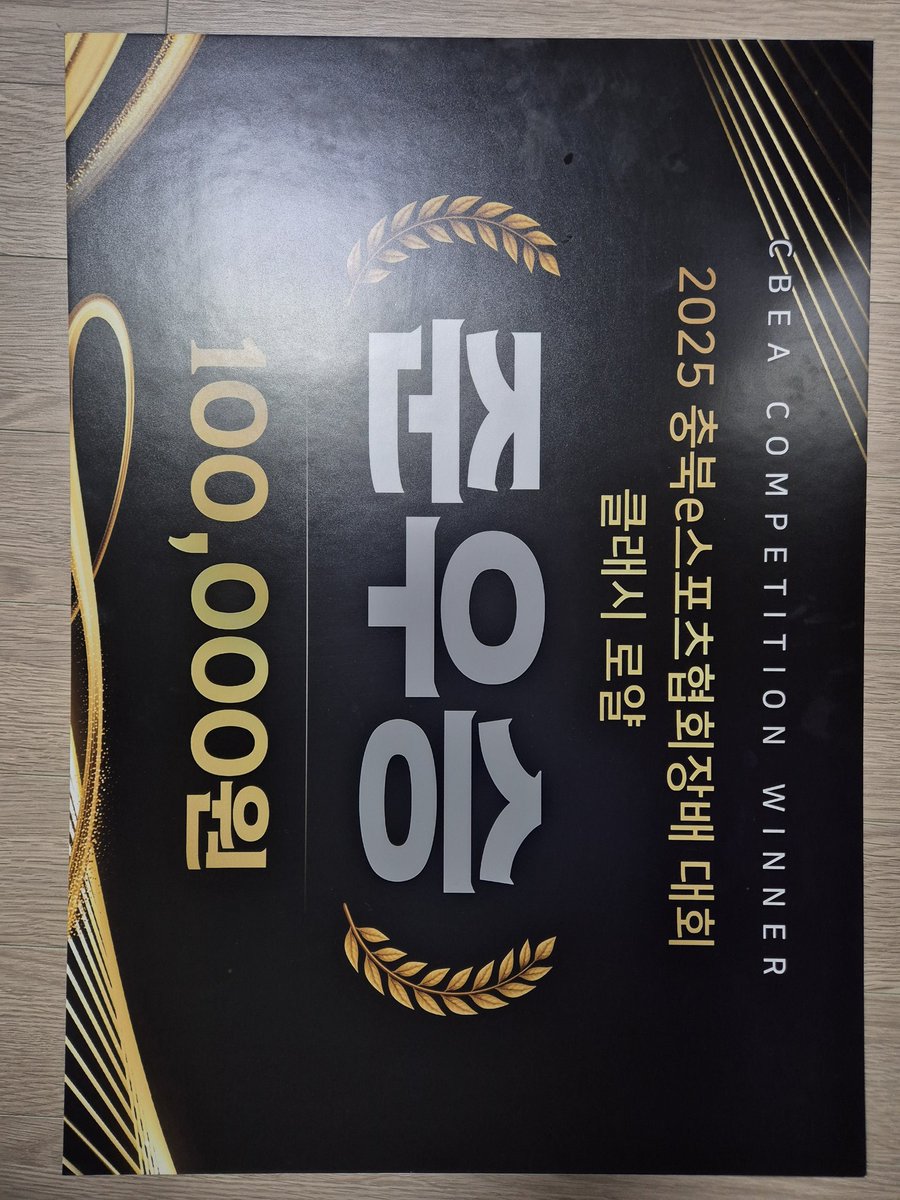 CBEA COMPETITION WINNER
2025 충북e스포츠협회장배 대회
클래시 로얄
준우승
100,000원